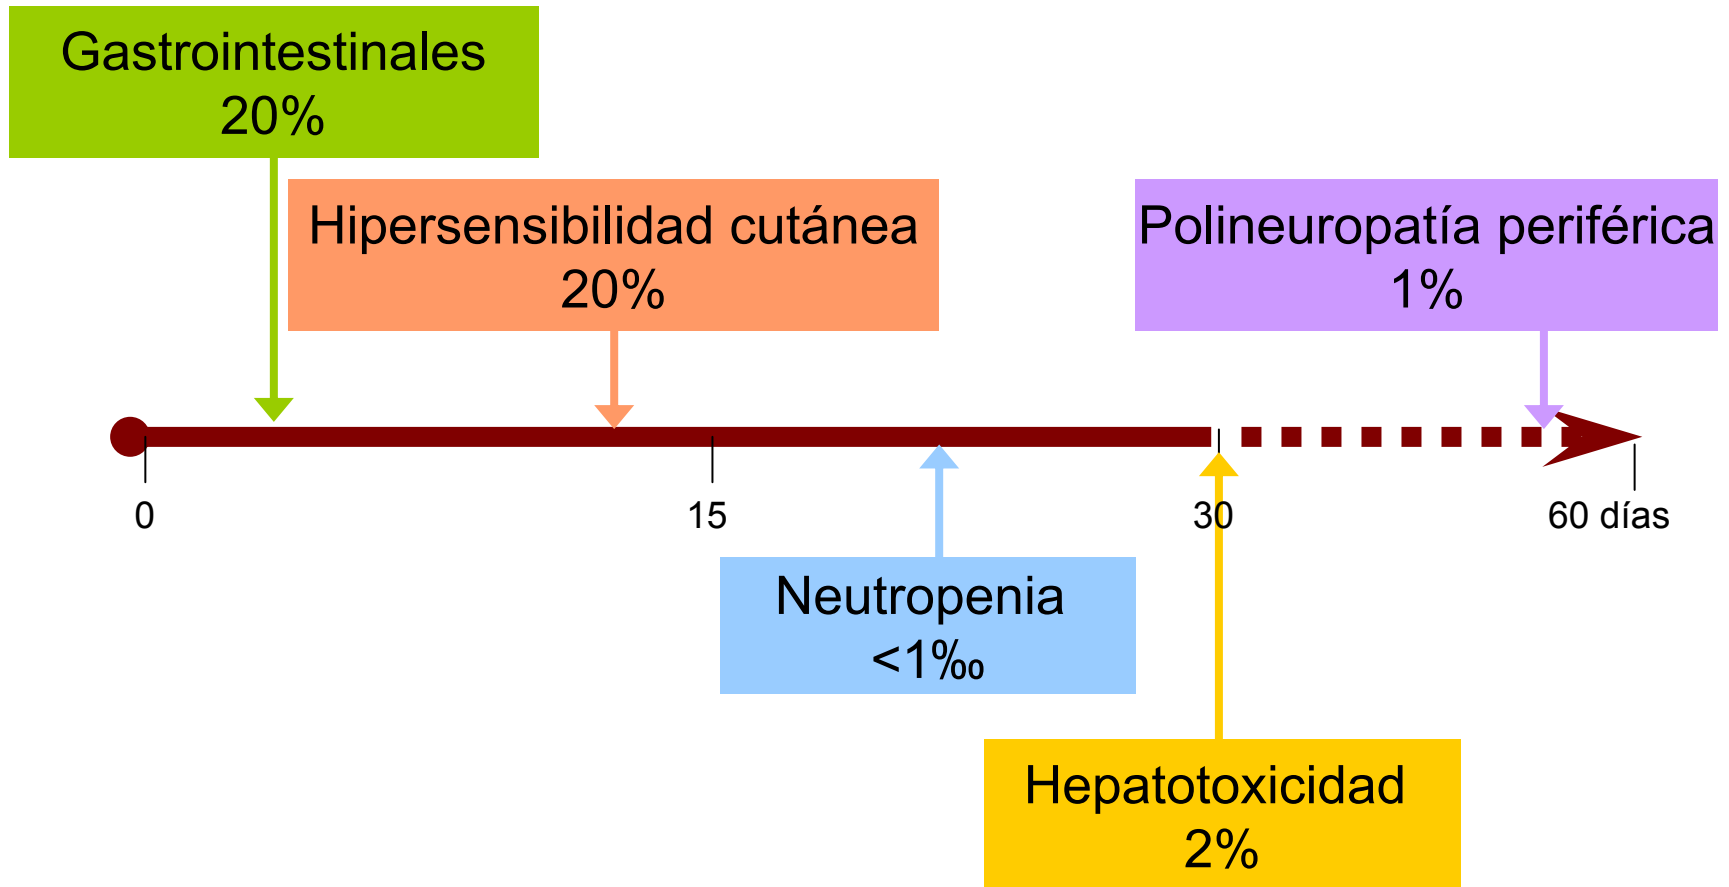 Gastrointestinales
20%
Hipersensibilidad cutánea
20%
Polineuropatía periférica
1%
0
15
30
60 días
Neutropenia
<1‰
Hepatotoxicidad
2%